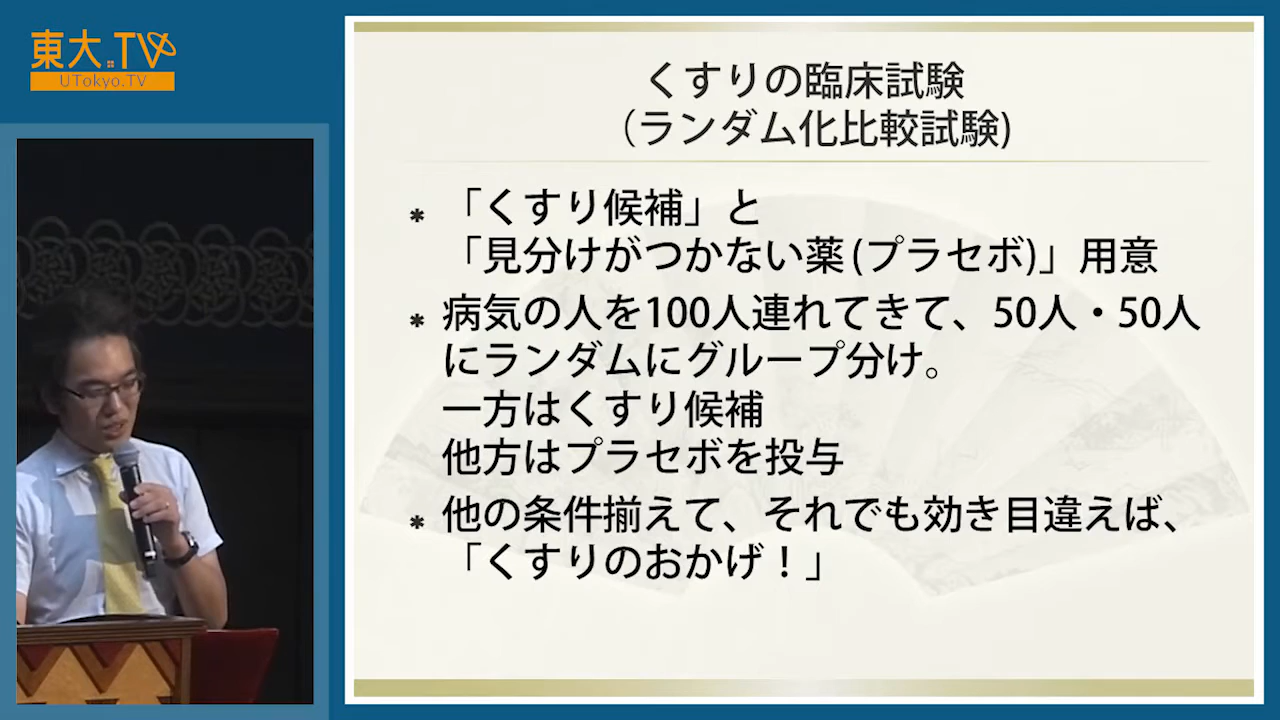 東大.TV
UTokyo.TV
くすりの臨床試験
（ランダム化比較試験)
* 「くすり候補」と
「見分けがつかない薬(プラセボ)」用意
* 病気の人を100人連れてきて、50人・50人
にランダムにグループ分け。
一方はくすり候補
他方はプラセボを投与
* 他の条件揃えて、それでも効き目違えば、
「くすりのおかげ！」